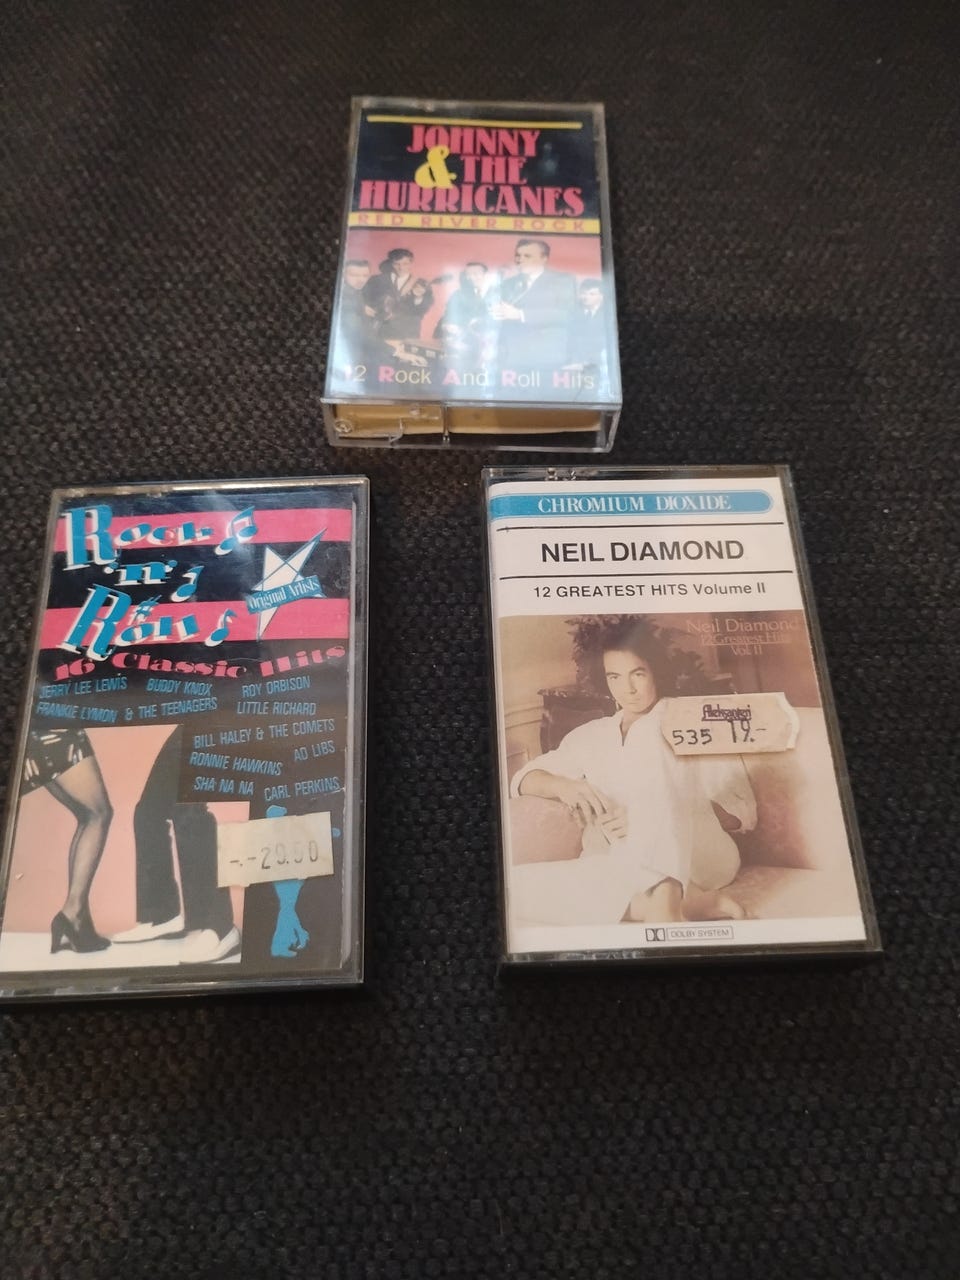 JOHNNY
& THE
HURRICANES
RED RIVER ROCK
12 Rock And Roll Hits
Rock
'n'
Roll
Original Artists
16 Classic Hits
JERRY LEE LEWIS BUDDY KNOX ROY ORBISON
FRANKIE LYMON & THE TEENAGERS LITTLE RICHARD
BILL HALEY & THE COMETS
RONNIE HAWKINS AD LIBS
SHA NA NA CARL PERKINS
-.-29.50
CHROMIUM DIOXIDE
NEIL DIAMOND
12 GREATEST HITS Volume II
Neil Diamond
12 Greatest Hits
Vol. II
Aleksanteri
535 19.-
DOLBY SYSTEM